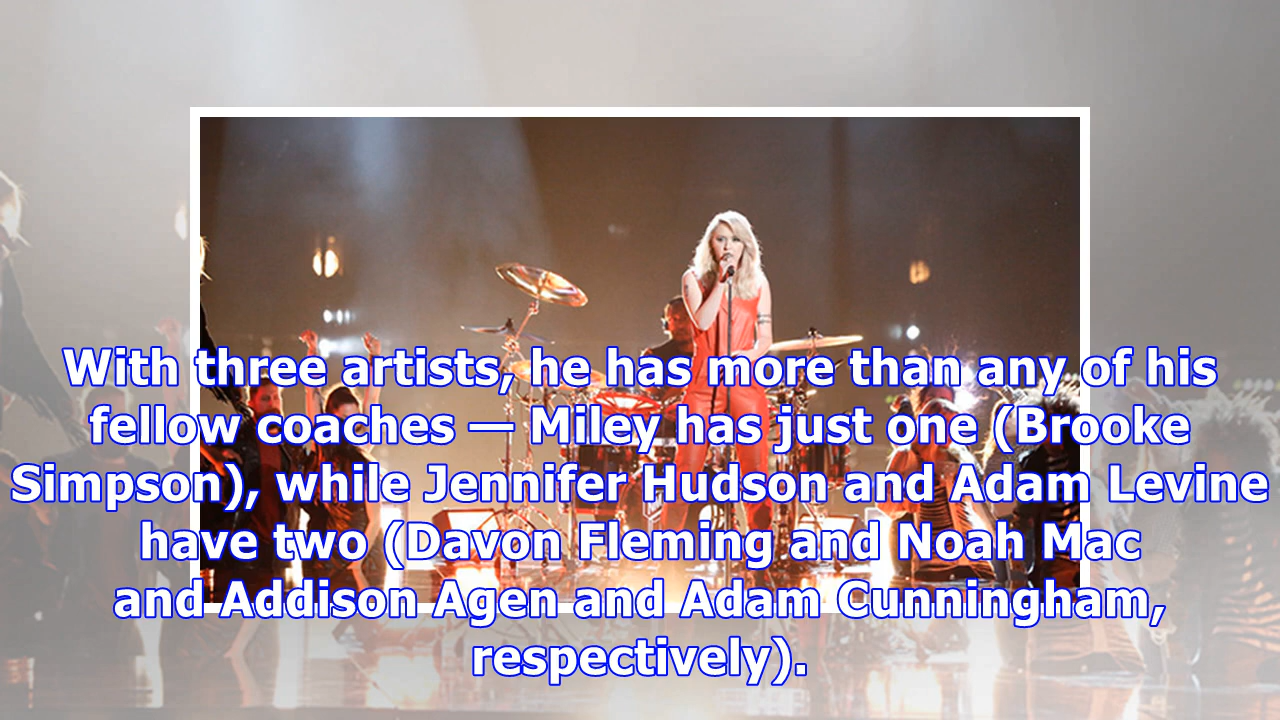 With three artists, he has more than any of his
fellow coaches — Miley has just one (Brooke
Simpson), while Jennifer Hudson and Adam Levine
have two (Davon Fleming and Noah Mac
and Addison Agen and Adam Cunningham,
respectively).